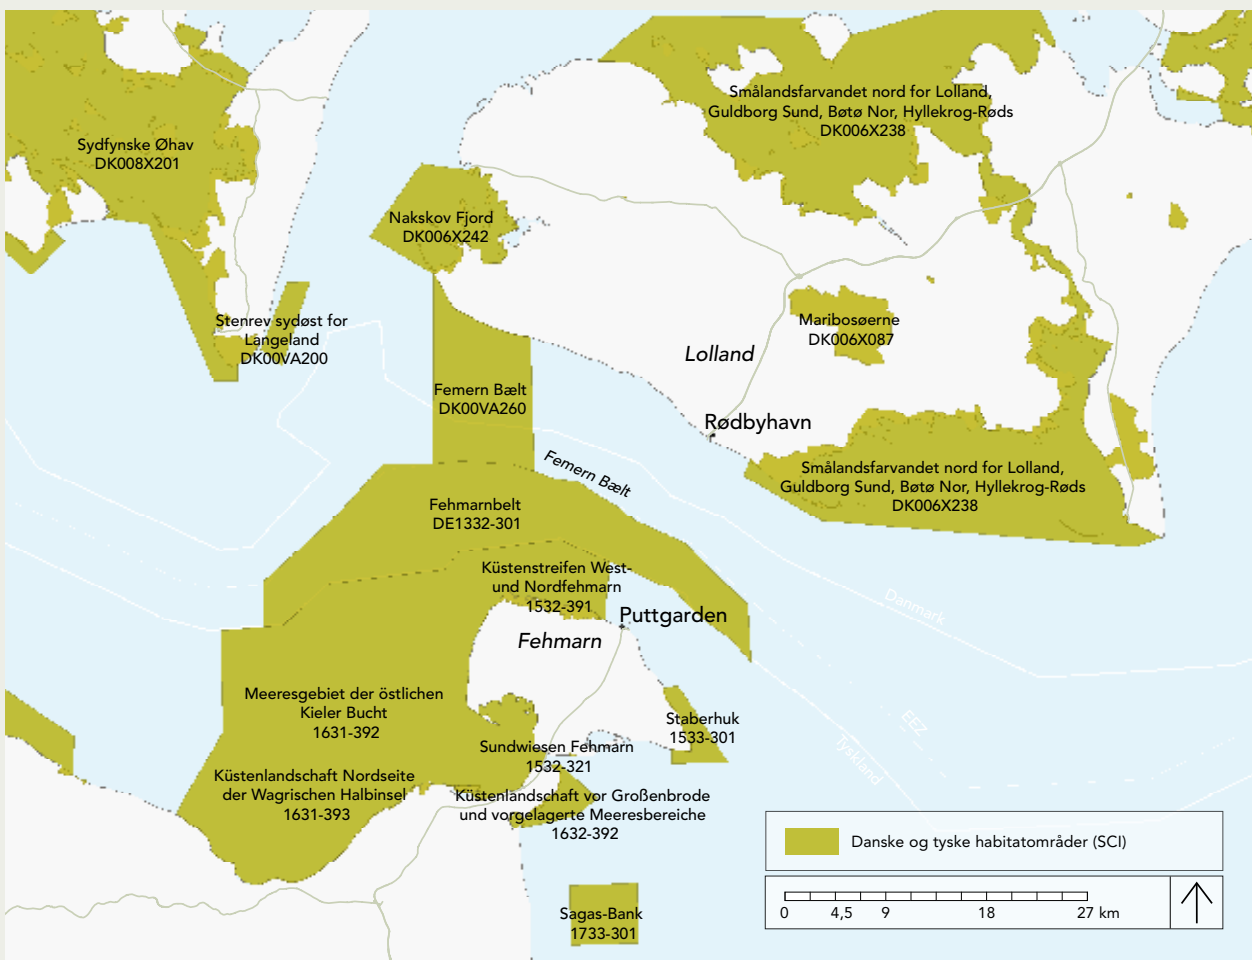 Smålandsfarvandet nord for Lolland,
Guldborg Sund, Bøtø Nor, Hyllekrog-Røds
DK006X238
Sydfynske Øhav
DK008X201
Nakskov Fjord
DK006X242
Stenrev sydøst for
Langeland
DK00VA200
Maribosøerne
DK006X087
Lolland
Femern Bælt
DK00VA260
Rødbyhavn
Femern Bælt
Smålandsfarvandet nord for Lolland,
Guldborg Sund, Bøtø Nor, Hyllekrog-Røds
DK006X238
Fehmarnbelt
DE1332-301
Küstenstreifen West-
und Nordfehmarn
1532-391
Puttgarden
Danmark
Fehmarn
Meeresgebiet der östlichen
Kieler Bucht
1631-392
Staberhuk
1533-301
EEZ
Tyskland
Sundwiesen Fehmarn
1532-321
Küstenlandschaft Nordseite
der Wagrischen Halbinsel
1631-393
Küstenlandschaft vor Großenbrode
und vorgelagerte Meeresbereiche
1632-392
Danske og tyske habitatområder (SCI)
0 4,5 9 18 27 km
Sagas-Bank
1733-301